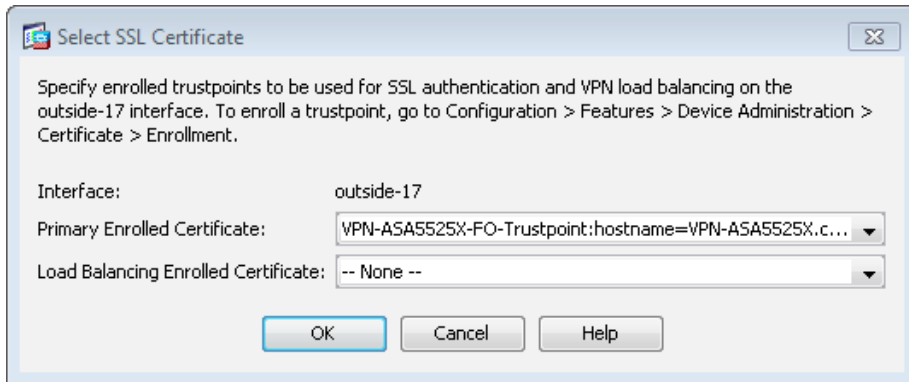 Select SSL Certificate
Specify enrolled trustpoints to be used for SSL authentication and VPN load balancing on the
outside-17 interface. To enroll a trustpoint, go to Configuration > Features > Device Administration >
Certificate > Enrollment.
Interface: outside-17
Primary Enrolled Certificate: VPN-ASA5525X-FO-Trustpoint:hostname=VPN-ASA5525X.c...
Load Balancing Enrolled Certificate: -- None --
OK Cancel Help